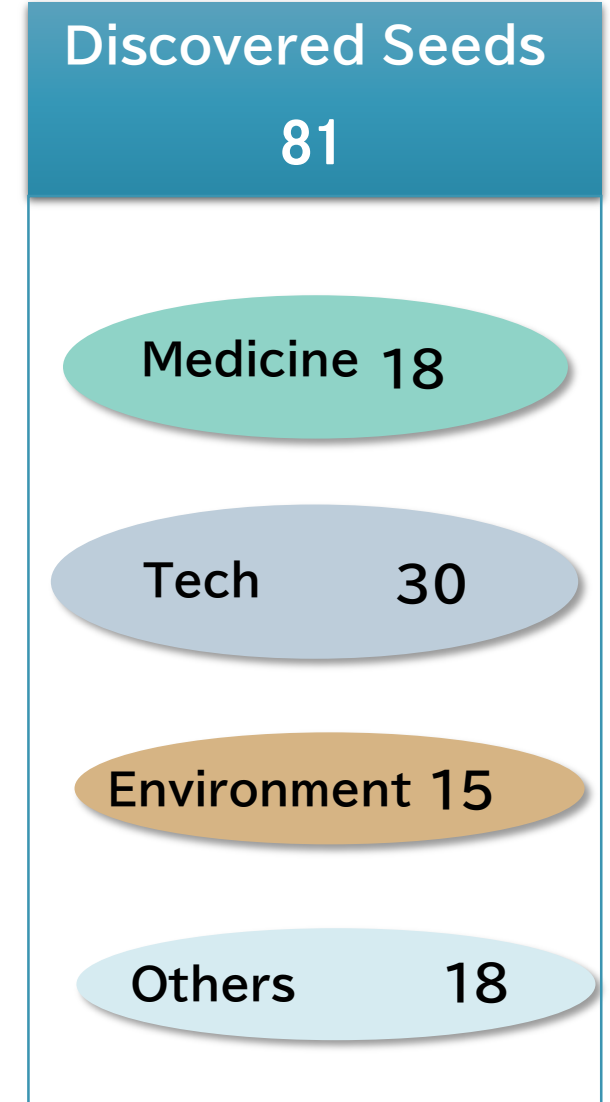 Discovered Seeds
81
Medicine 18
Tech 30
Environment 15
Others 18